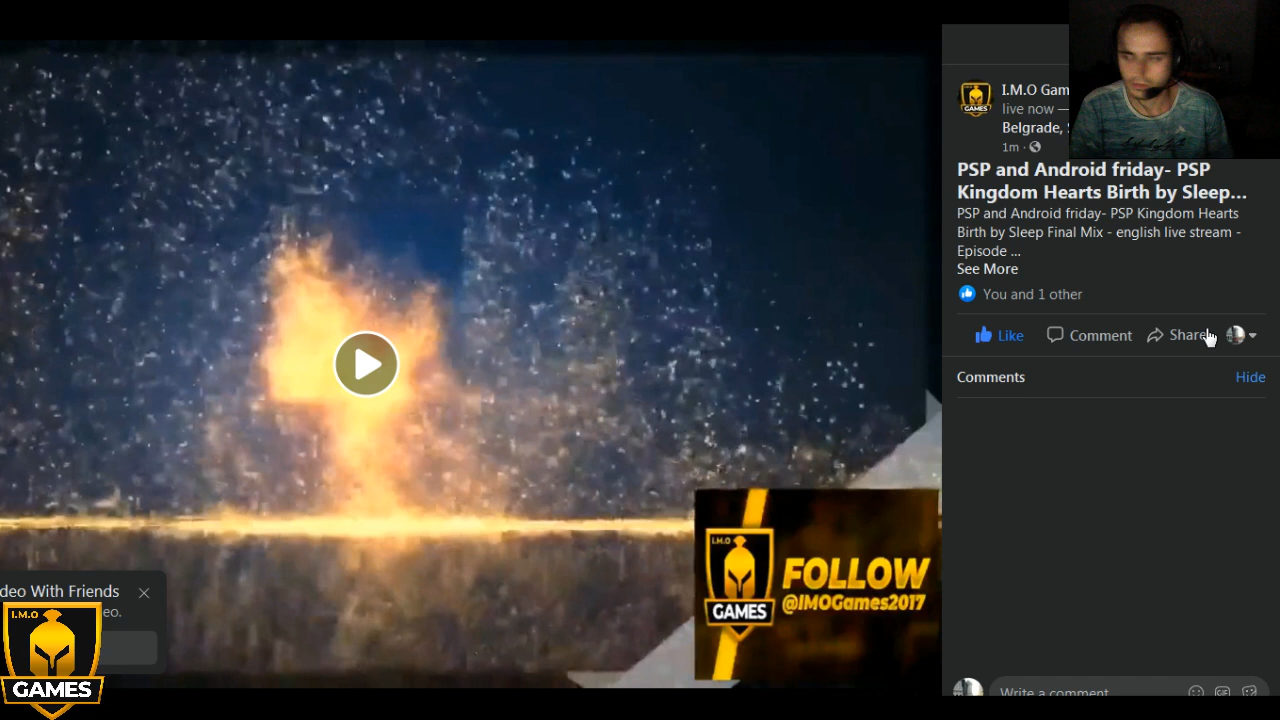 I.M.O Gam
live now —
Belgrade,
1m ·
PSP and Android friday- PSP
Kingdom Hearts Birth by Sleep...
PSP and Android friday- PSP Kingdom Hearts
Birth by Sleep Final Mix - english live stream -
Episode ...
See More
You and 1 other
Like
Comment
Share
Comments
Hide
I.M.O
GAMES
FOLLOW
@IMOGames2017
deo With Friends
eo.
I.M.O
GAMES
Write a comment
GIF